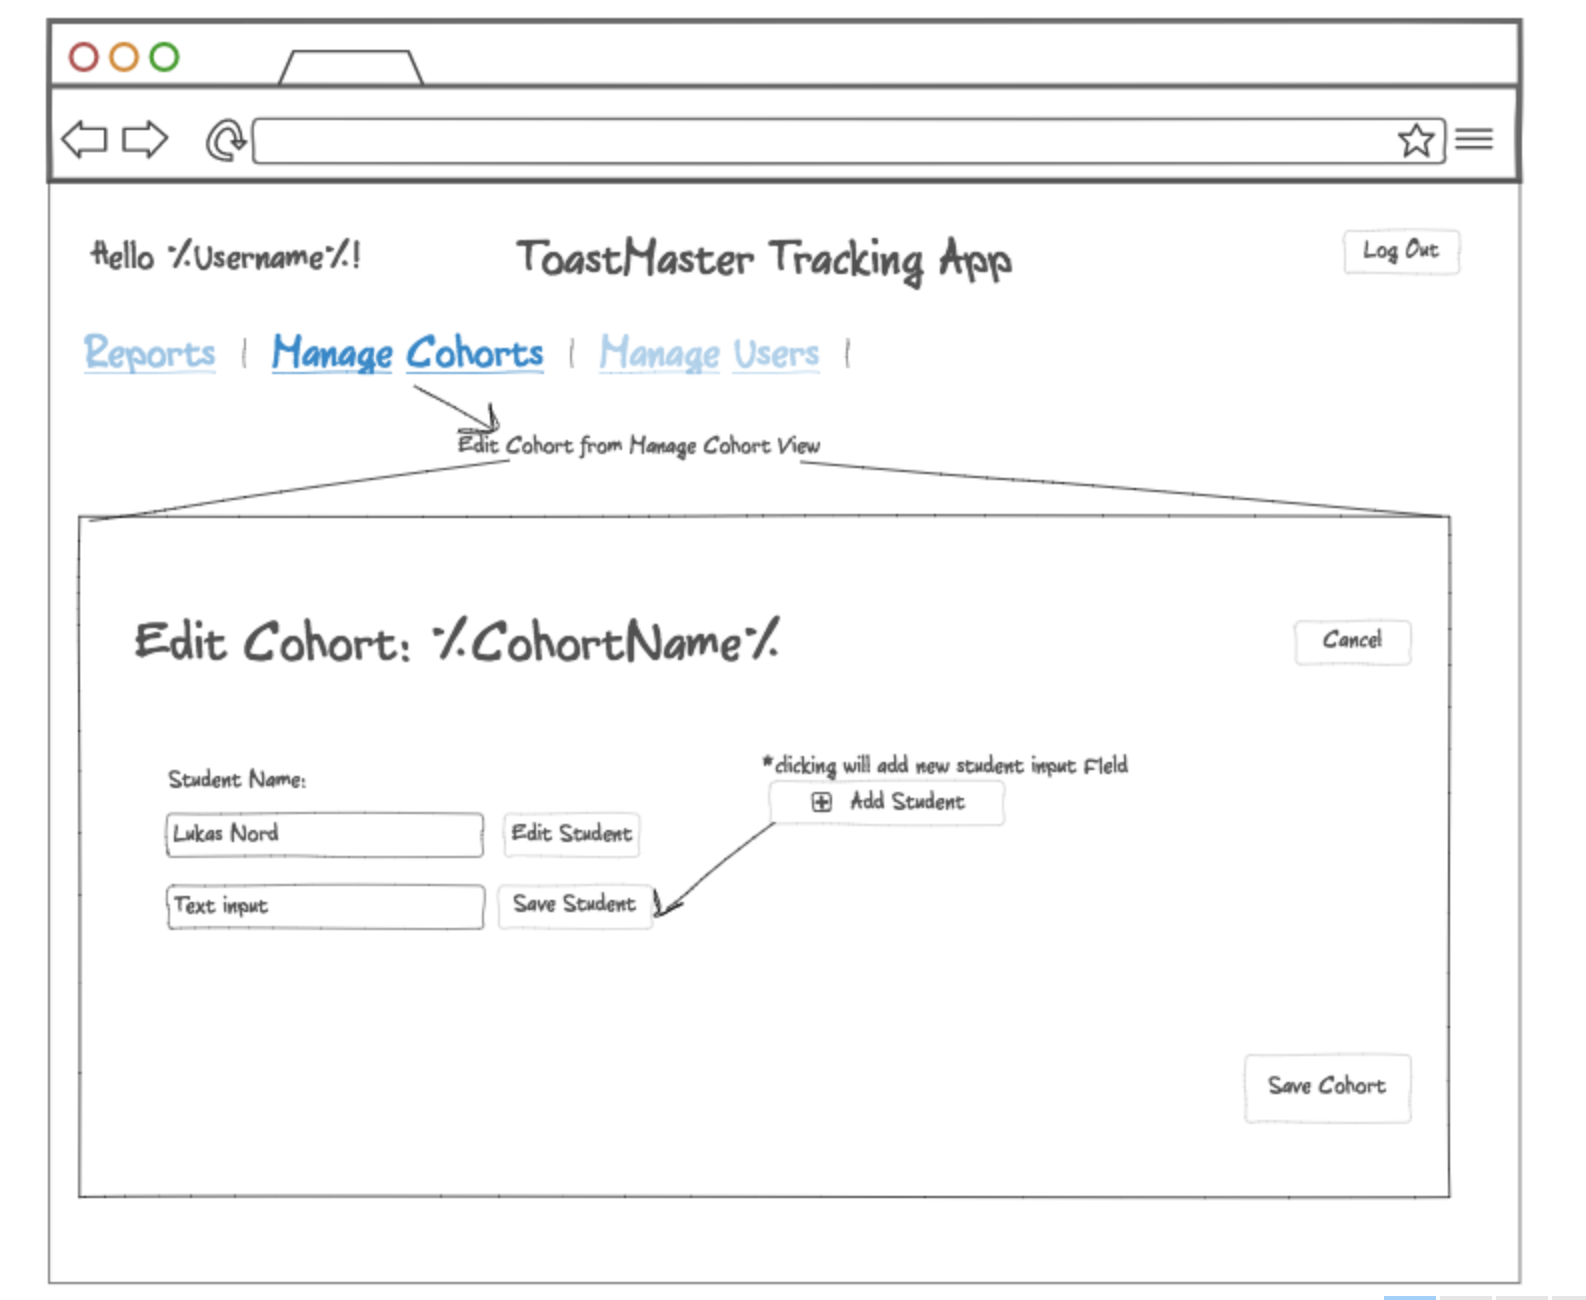 Hello %Username%!
ToastMaster Tracking App
Log Out
Reports | Manage Cohorts | Manage Users |
Edit Cohort from Manage Cohort View
Edit Cohort: %CohortName%
Cancel
*clicking will add new student input FIeld
Student Name:
Add Student
Lukas Nord
Edit Student
Text input
Save Student
Save Cohort